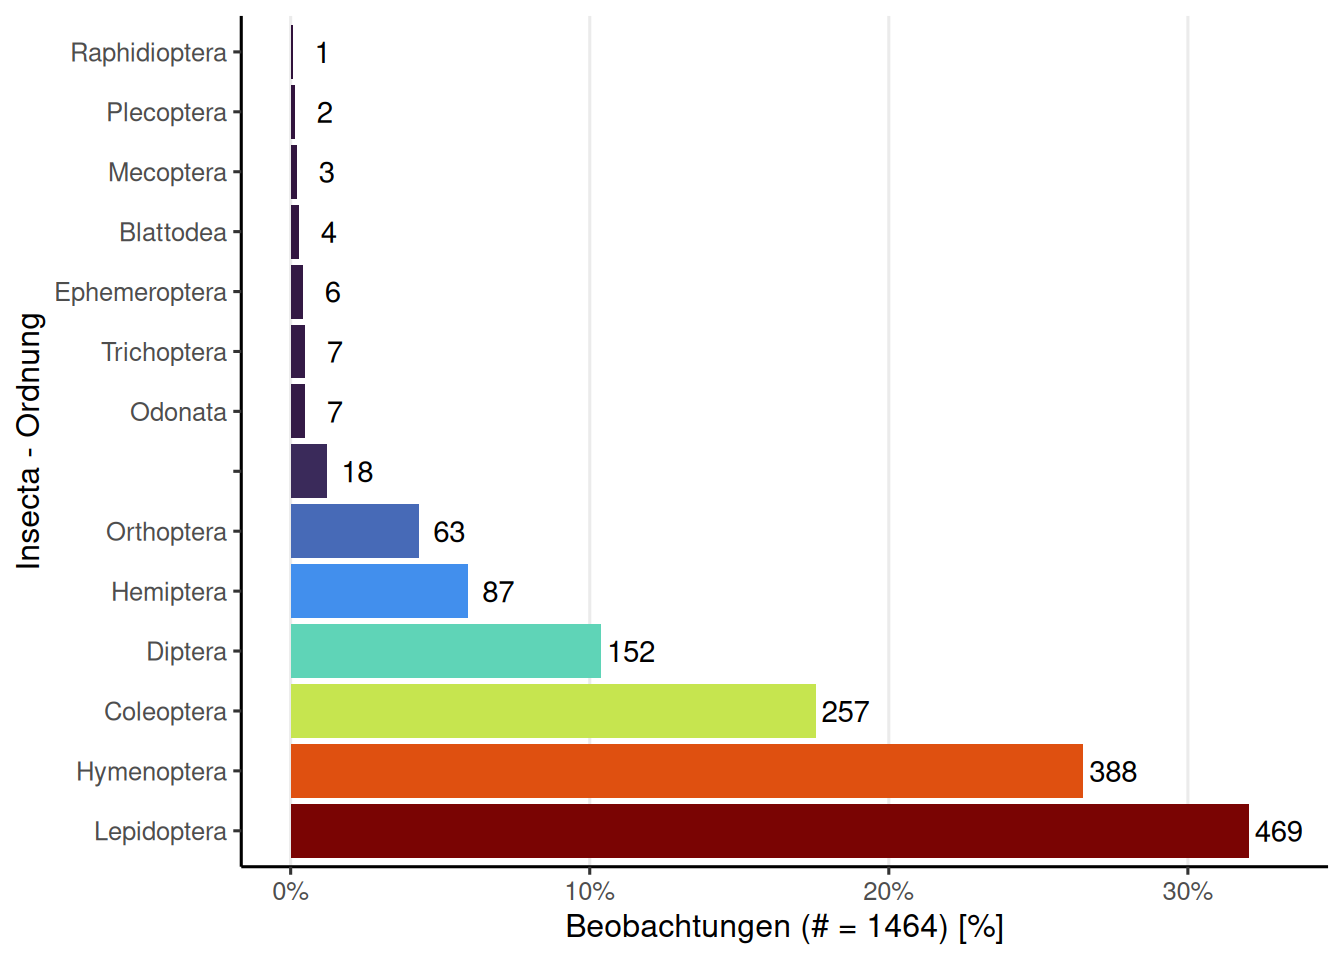 Insecta - Ordnung
Raphidioptera 1
Plecoptera 2
Mecoptera 3
Blattodea 4
Ephemeroptera 6
Trichoptera 7
Odonata 7
18
Orthoptera 63
Hemiptera 87
Diptera 152
Coleoptera 257
Hymenoptera 388
Lepidoptera 469
0% 10% 20% 30%
Beobachtungen (# = 1464) [%]